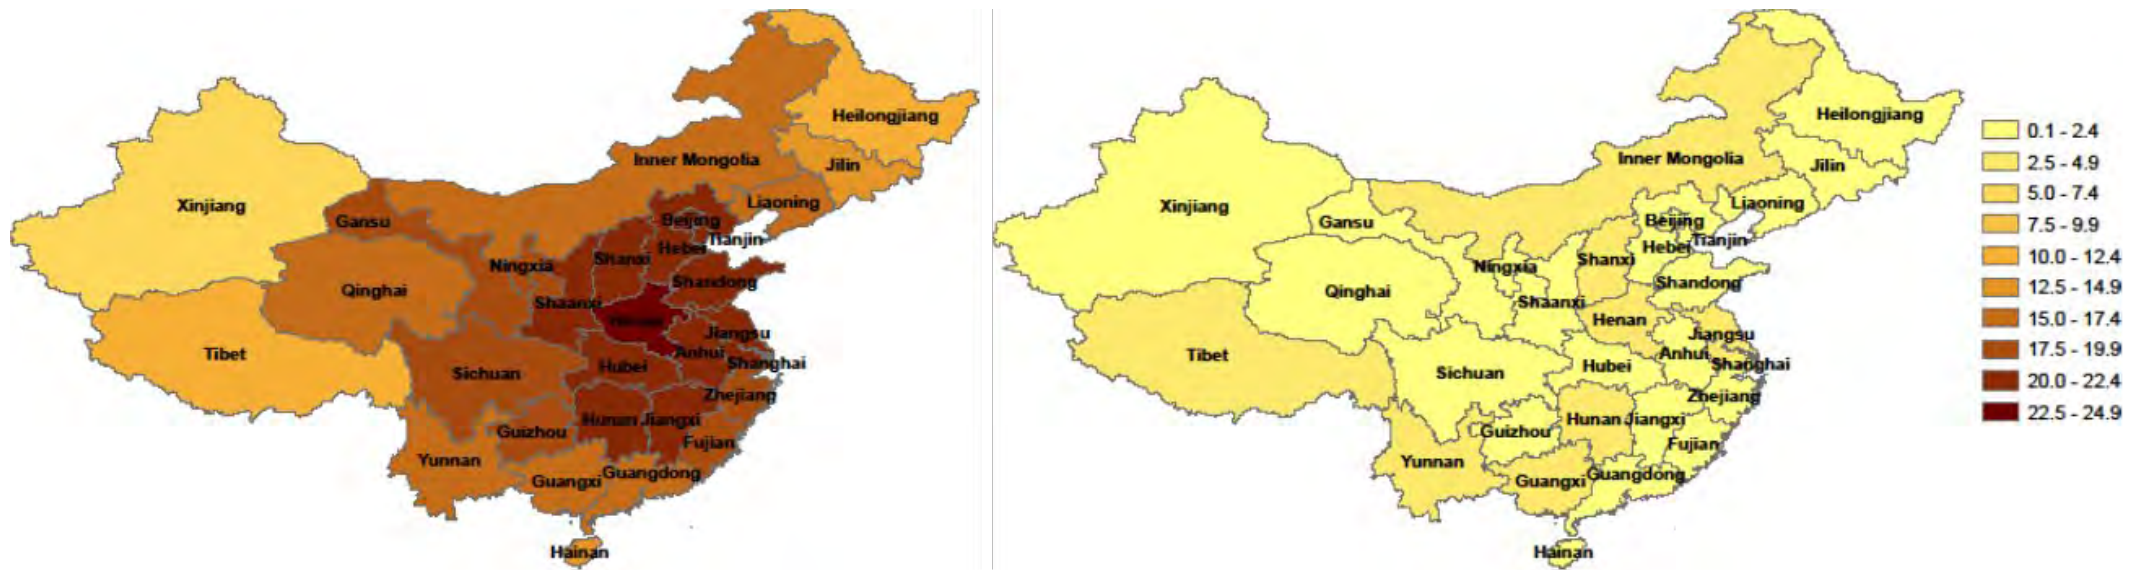 Heilongjiang
Jilin
Inner Mongolia
Liaoning
Xinjiang
Gansu
Beijing
Tianjin
Hebei
Shanxi
Ningxia
Shandong
Qinghai
Shaanxi
Henan
Jiangsu
Anhui
Shanghai
Tibet
Hubei
Sichuan
Zhejiang
Hunan
Jiangxi
Guizhou
Fujian
Yunnan
Guangdong
Guangxi
Hainan
Heilongjiang
Inner Mongolia
Jilin
Liaoning
Xinjiang
Gansu
Beijing
Tianjin
Hebei
Shanxi
Ningxia
Shandong
Qinghai
Shaanxi
Henan
Jiangsu
Anhui
Shanghai
Tibet
Hubei
Sichuan
Zhejiang
Hunan
Jiangxi
Guizhou
Fujian
Yunnan
Guangdong
Guangxi
Hainan
0.1 - 2.4
2.5 - 4.9
5.0 - 7.4
7.5 - 9.9
10.0 - 12.4
12.5 - 14.9
15.0 - 17.4
17.5 - 19.9
20.0 - 22.4
22.5 - 24.9